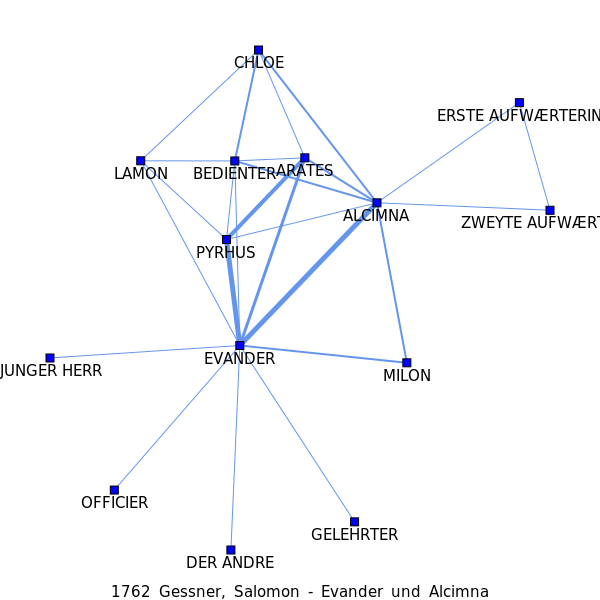 CHLOE
ERSTE AUFWÆRTERIN
LAMON
BEDIENTER
ARATES
ALCIMNA
ZWEYTE AUFWÆRT
PYRHUS
EVANDER
JUNGER HERR
MILON
OFFICIER
GELEHRTER
DER ANDRE
1762 Gessner, Salomon - Evander und Alcimna